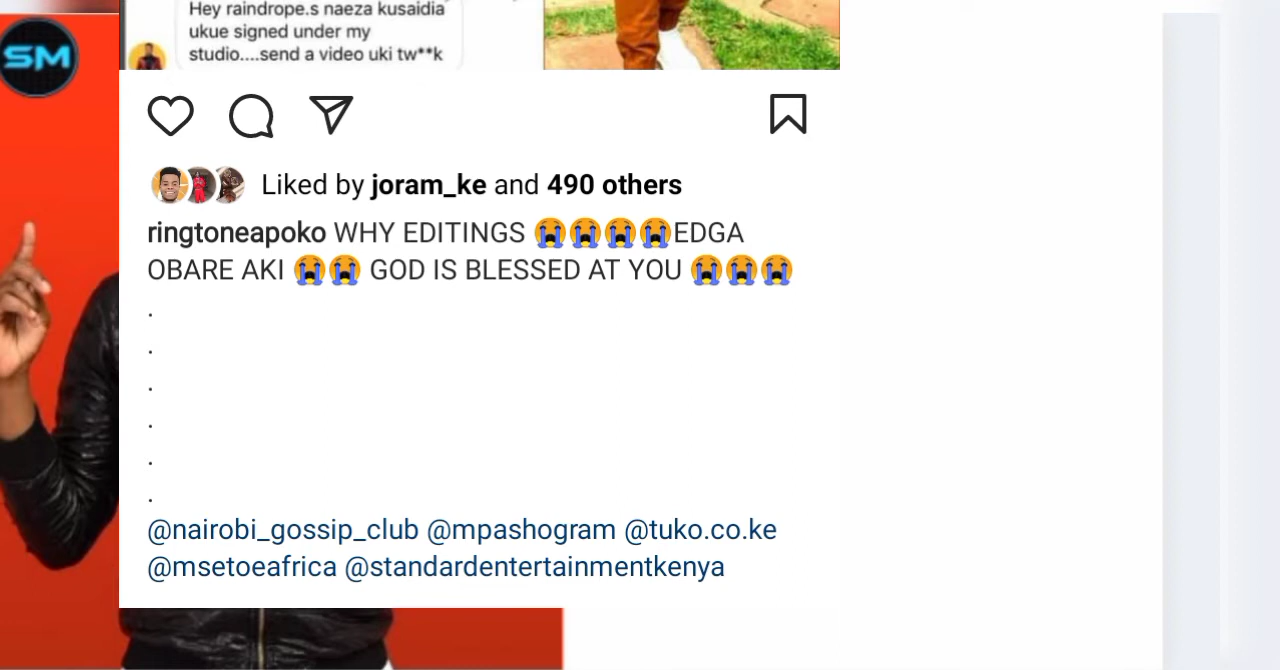 SM
Hey raindrope.s naeza kusaidia
ukue signed under my
studio....send a video uki tw**k
Liked by joram_ke and 490 others
ringtoneapoko WHY EDITINGS 😭😭😭😭EDGA
OBARE AKI 😭😭 GOD IS BLESSED AT YOU 😭😭😭
.
.
.
.
.
.
@nairobi_gossip_club @mpashogram @tuko.co.ke
@msetoeafrica @standardentertainmentkenya